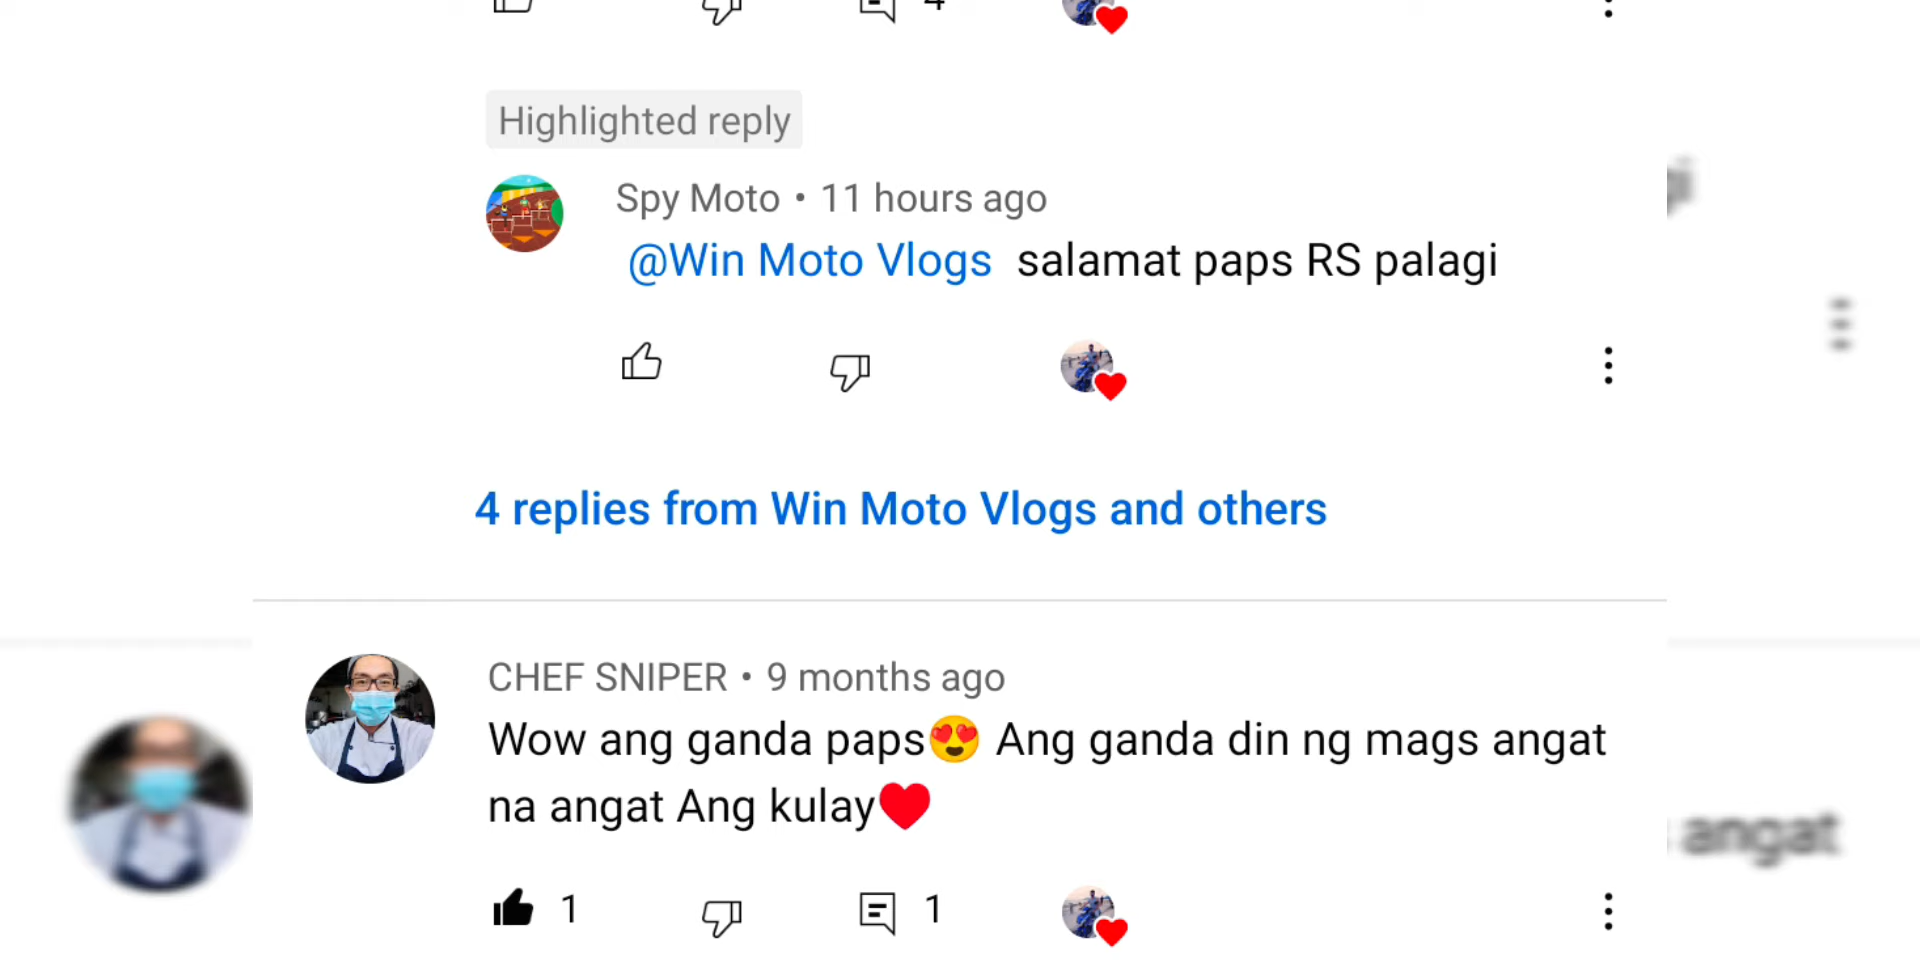 4
Highlighted reply
Spy Moto • 11 hours ago
@Win Moto Vlogs salamat paps RS palagi
4 replies from Win Moto Vlogs and others
CHEF SNIPER • 9 months ago
Wow ang ganda paps😍 Ang ganda din ng mags angat
na angat Ang kulay❤️
1 1
angat